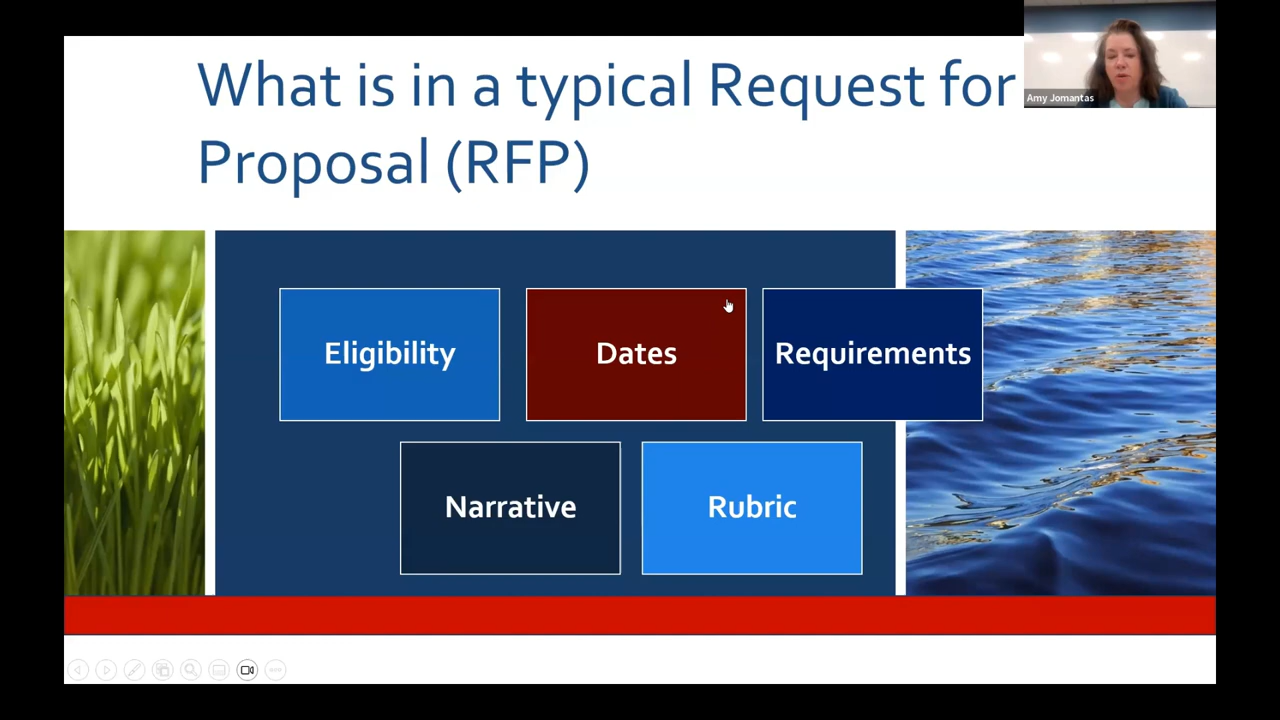 What is in a typical Request for
Proposal (RFP)
Amy Jomantas
Eligibility
Dates
Requirements
Narrative
Rubric